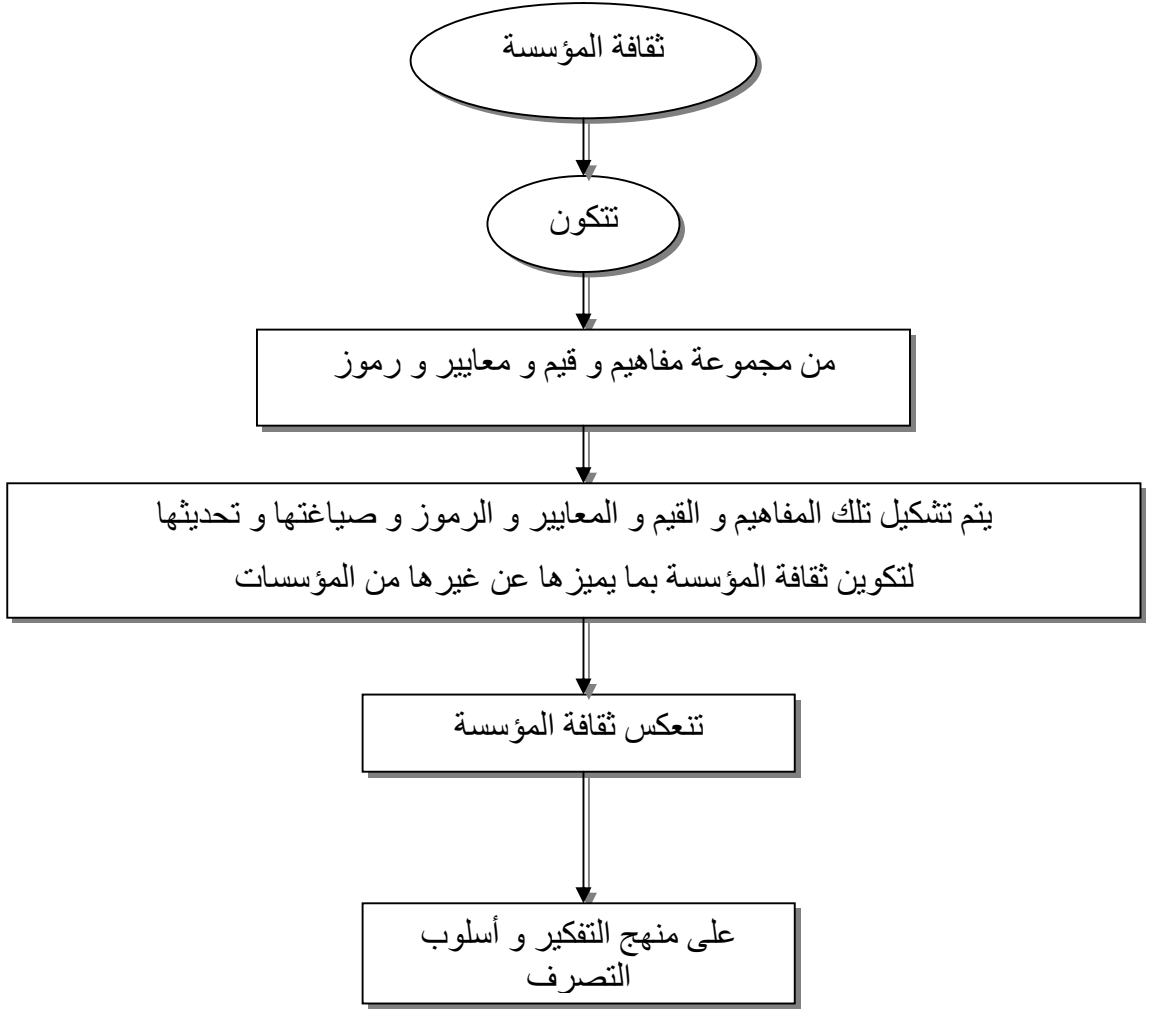 ثقافة المؤسسة
تتكون
من مجموعة مفاهيم و قيم و معايير و رموز
يتم تشكيل تلك المفاهيم و القيم و المعايير و الرموز و صياغتها و تحديثها
لتكوين ثقافة المؤسسة بما يميزها عن غيرها من المؤسسات
تنعكس ثقافة المؤسسة
على منهج التفكير و أسلوب
التصرف